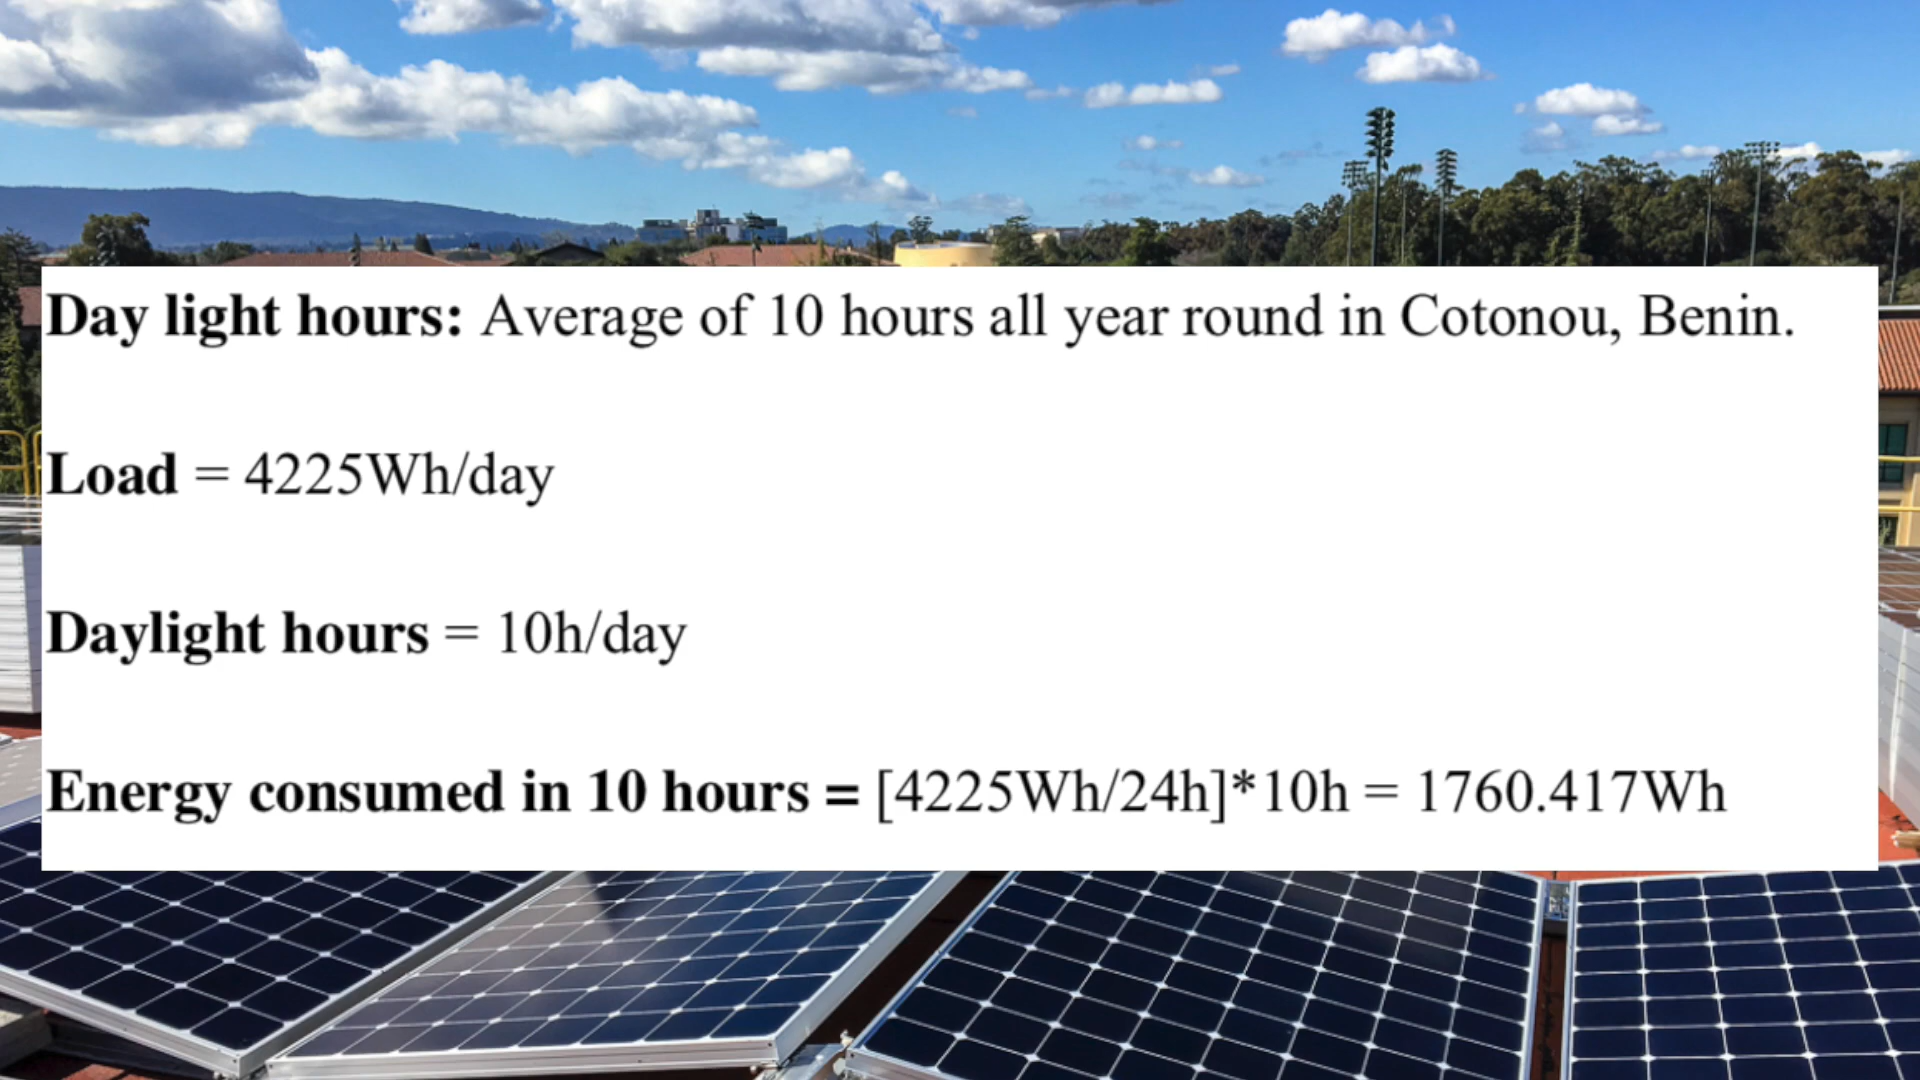 Day light hours: Average of 10 hours all year round in Cotonou, Benin.
Load = 4225Wh/day
Daylight hours = 10h/day
Energy consumed in 10 hours = [4225Wh/24h]*10h = 1760.417Wh